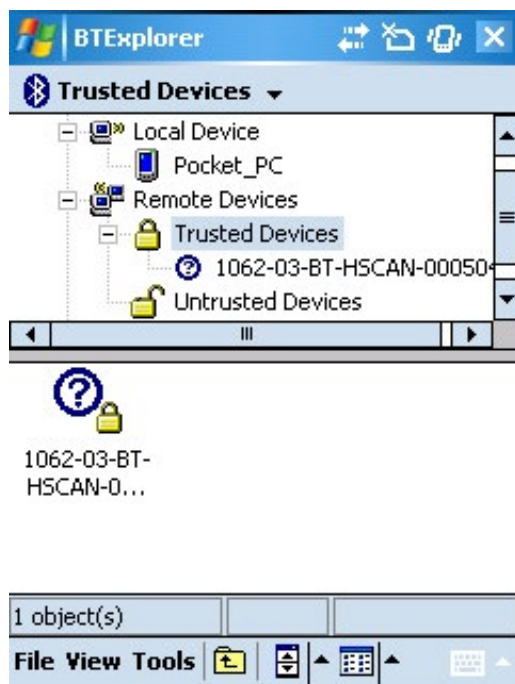 BTExplorer
Trusted Devices
Local Device
Pocket_PC
Remote Devices
Trusted Devices
1062-03-BT-HSCAN-00050
Untrusted Devices
1062-03-BT-
HSCAN-0...
1 object(s)
File View Tools